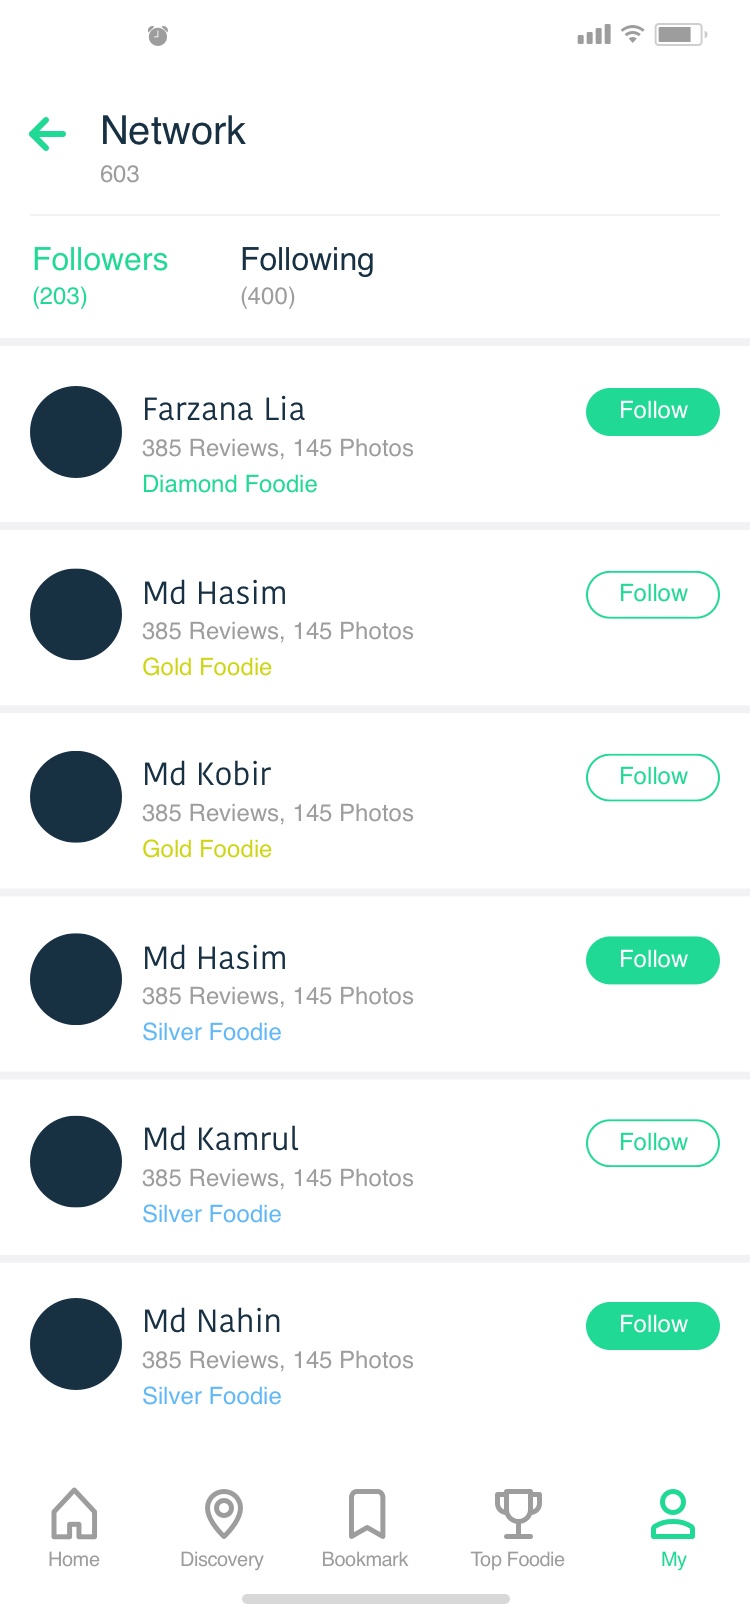 Network
603
Followers
(203)
Following
(400)
Farzana Lia
385 Reviews, 145 Photos
Diamond Foodie
Follow
Md Hasim
385 Reviews, 145 Photos
Gold Foodie
Follow
Md Kobir
385 Reviews, 145 Photos
Gold Foodie
Follow
Md Hasim
385 Reviews, 145 Photos
Silver Foodie
Follow
Md Kamrul
385 Reviews, 145 Photos
Silver Foodie
Follow
Md Nahin
385 Reviews, 145 Photos
Silver Foodie
Follow
Home
Discovery
Bookmark
Top Foodie
My